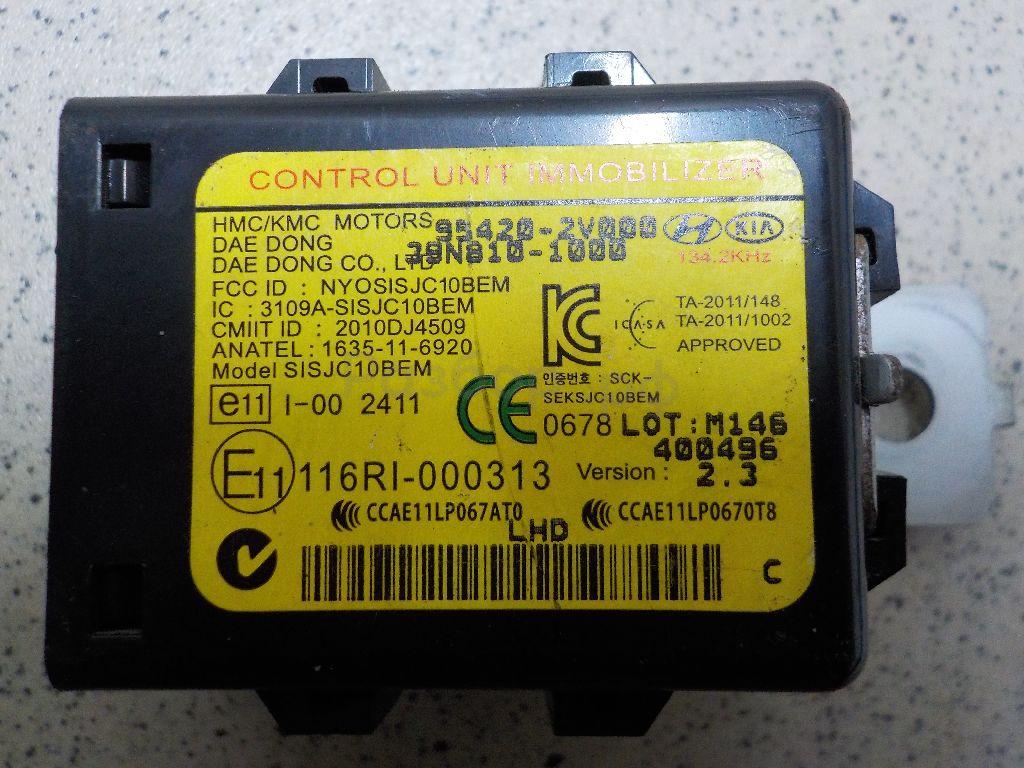 CONTROL UNIT IMMOBILIZER
HMC/KMC MOTORS 95420-2V000 KIA
DAE DONG 39N810-1000
DAE DONG CO., LTD 134.2KHz
FCC ID : NYOSISJC10BEM
IC : 3109A-SISJC10BEM
TA-2011/148
CMIIT ID : 2010DJ4509
ICASA TA-2011/1002
ANATEL : 1635-11-6920
APPROVED
Model SISJC10BEM
인증번호 : SCK-
SEKSJC10BEM
e11 I-00 2411 CE 0678 LOT:M146
400496
E11 116RI-000313 Version : 2.3
CCAE11LP067AT0 CCAE11LP0670T8
LHD
C